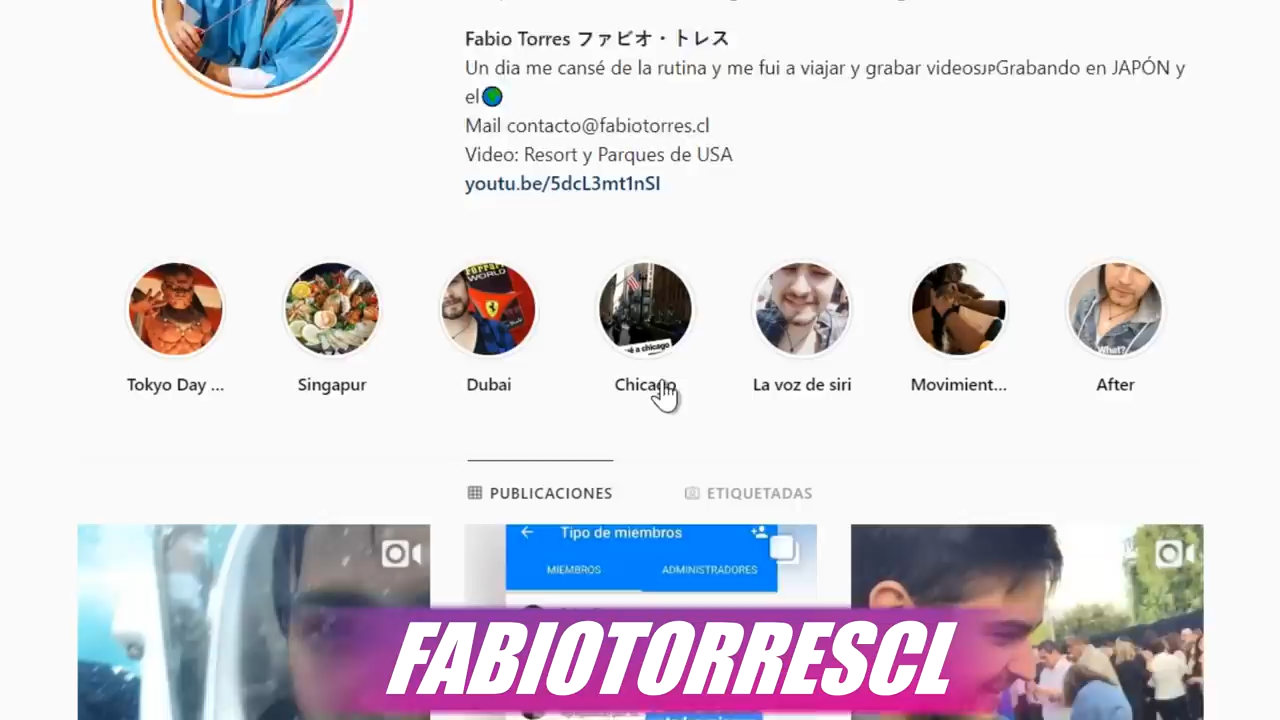 Fabio Torres ファビオ・トレス
Un dia me cansé de la rutina y me fui a viajar y grabar videosJPGrabando en JAPÓN y
el
Mail contacto@fabiotorres.cl
Video: Resort y Parques de USA
youtu.be/5dcL3mt1nSI
WORLD
What?
Tokyo Day ...
Singapur
Dubai
Chicago
La voz de siri
Movimient...
After
PUBLICACIONES
ETIQUETADAS
Tipo de miembros
MIEMBROS
ADMINISTRADORES
FABIOTORRESCL